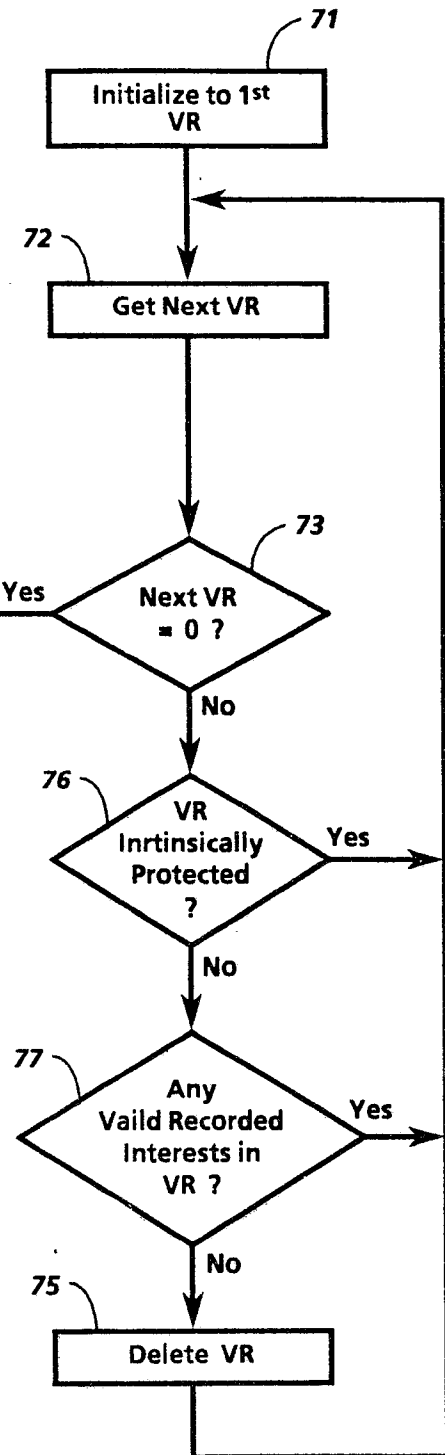 71
Initialize to 1st
VR
72
Get Next VR
73
Yes
Next VR
= 0 ?
No
76
VR
Inrtinsically
Protected
?
Yes
No
77
Any
Vaild Recorded
Interests in
VR ?
Yes
No
75
Delete VR